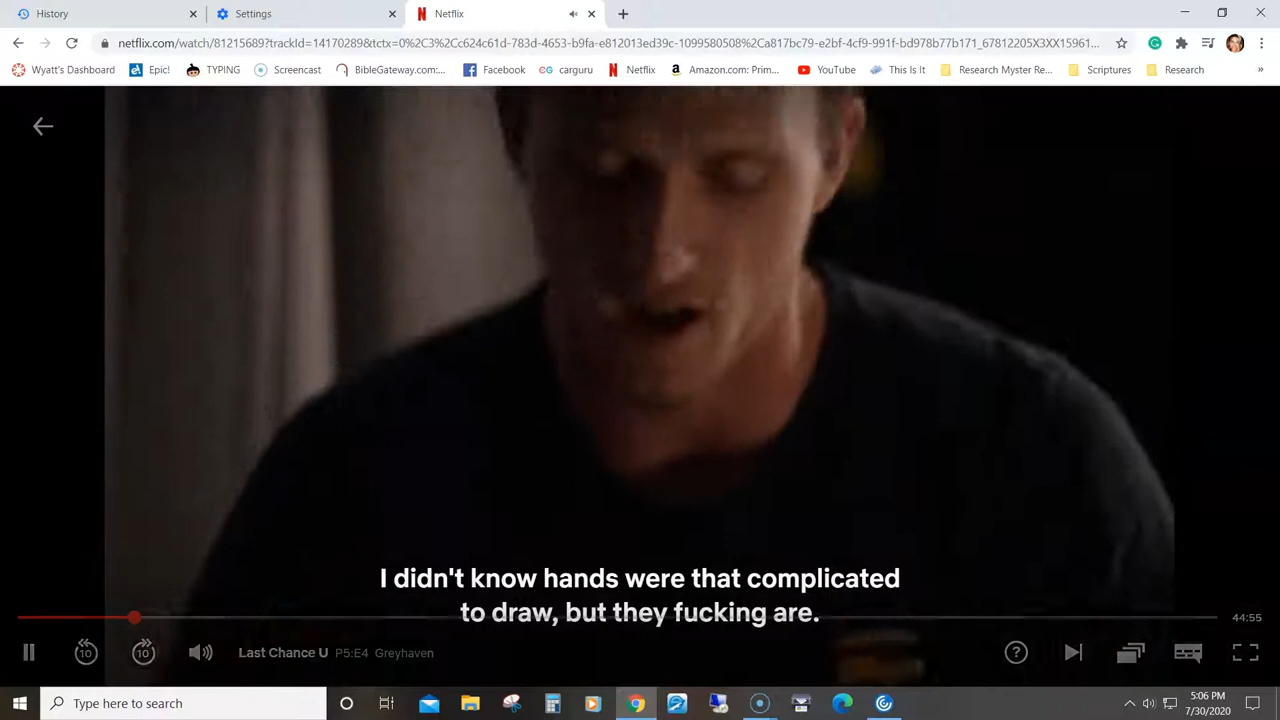 History
Settings
Netflix
netflix.com/watch/81215689?trackId=14170289&tctx=0%2C3%2Cc624c61d-783d-4653-b9fa-e812013ed39c-1099580508%2Ca817bc79-e2bf-4cf9-991f-bd978b77b171_67812205X3XX15961...
Wyatt's Dashboard
Epic!
TYPING
Screencast
BibleGateway.com:...
Facebook
CG carguru
Netflix
Amazon.com: Prim...
YouTube
This Is It
Research Myster Re...
Scriptures
Research
I didn't know hands were that complicated
to draw, but they fucking are.
44:55
10
10
Last Chance U P5:E4 Greyhaven
Type here to search
5:06 PM
7/30/2020